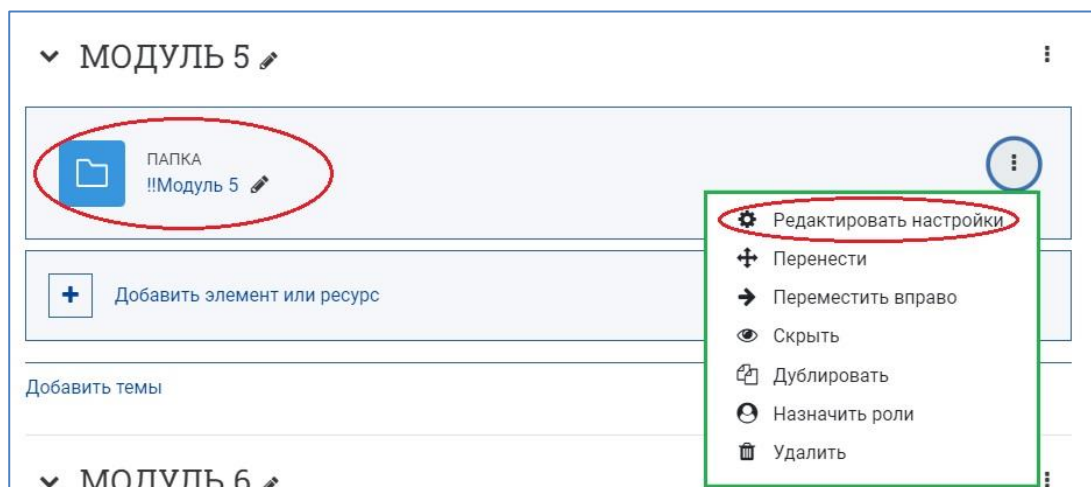 МОДУЛЬ 5
ПАПКА
!!Модуль 5
Редактировать настройки
Перенести
Переместить вправо
Скрыть
Дублировать
Назначить роли
Удалить
Добавить элемент или ресурс
Добавить темы
МОДУЛЬ 6